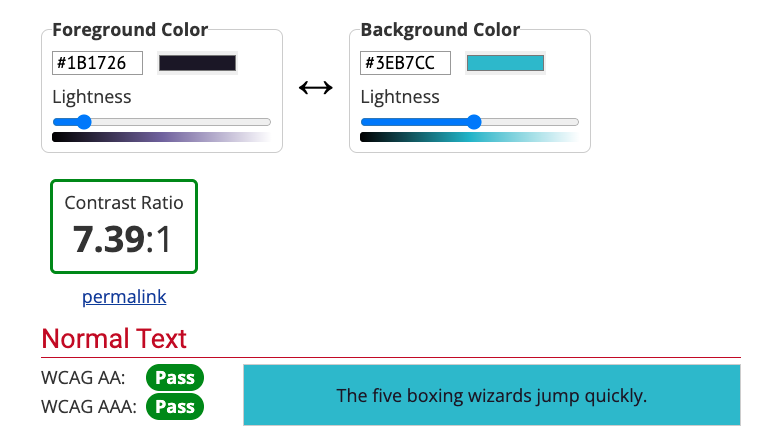 Foreground Color
Background Color
#1B1726
#3EB7CC
Lightness
Lightness
Contrast Ratio
7.39:1
permalink
Normal Text
WCAG AA: Pass
WCAG AAA: Pass
The five boxing wizards jump quickly.